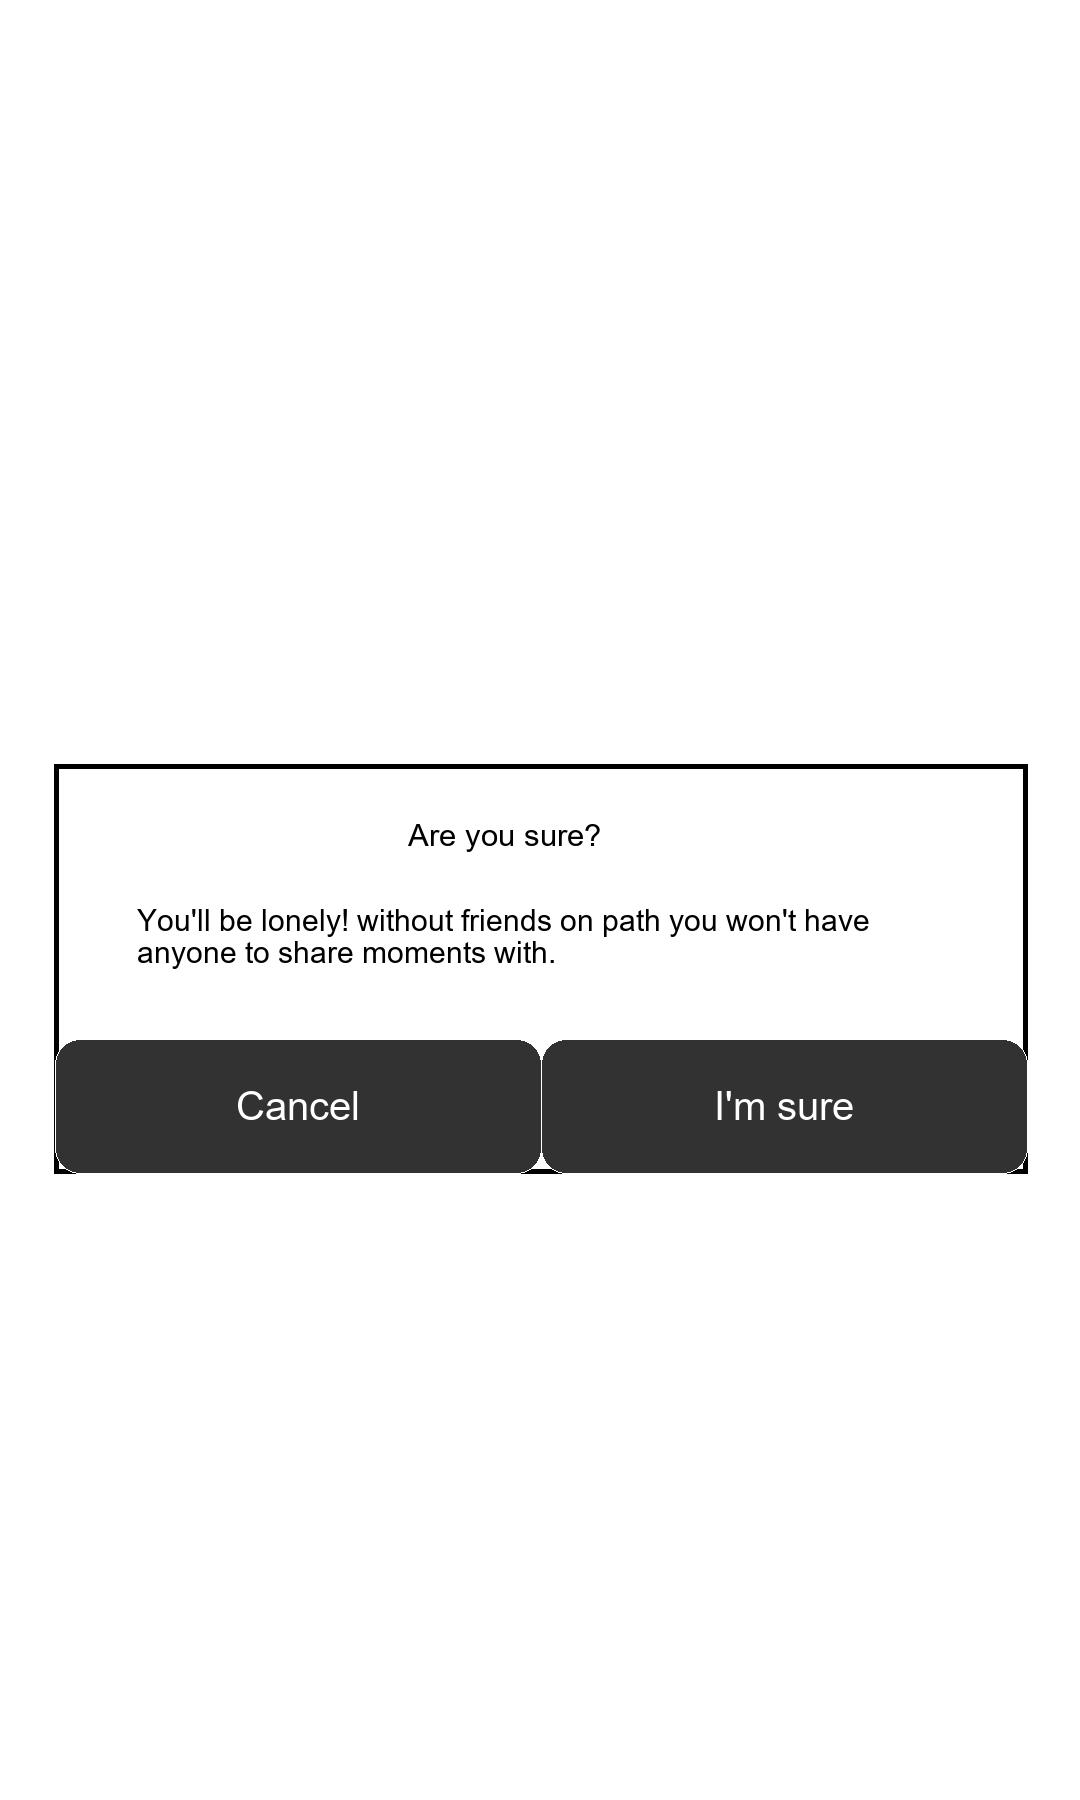 Are you sure?
You'll be lonely! without friends on path you won't have
anyone to share moments with.
Cancel
I'm sure